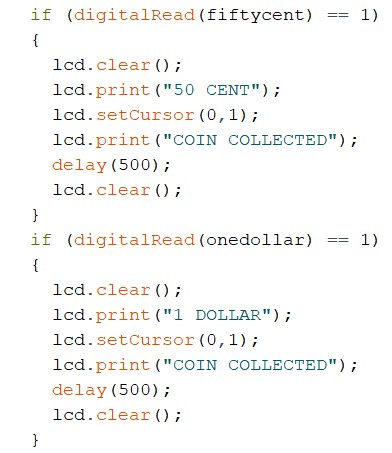 if (digitalRead(fiftycent) == 1)
{
  lcd.clear();
  lcd.print("50 CENT");
  lcd.setCursor(0,1);
  lcd.print("COIN COLLECTED");
  delay(500);
  lcd.clear();
}
if (digitalRead(onedollar) == 1)
{
  lcd.clear();
  lcd.print("1 DOLLAR");
  lcd.setCursor(0,1);
  lcd.print("COIN COLLECTED");
  delay(500);
  lcd.clear();
}